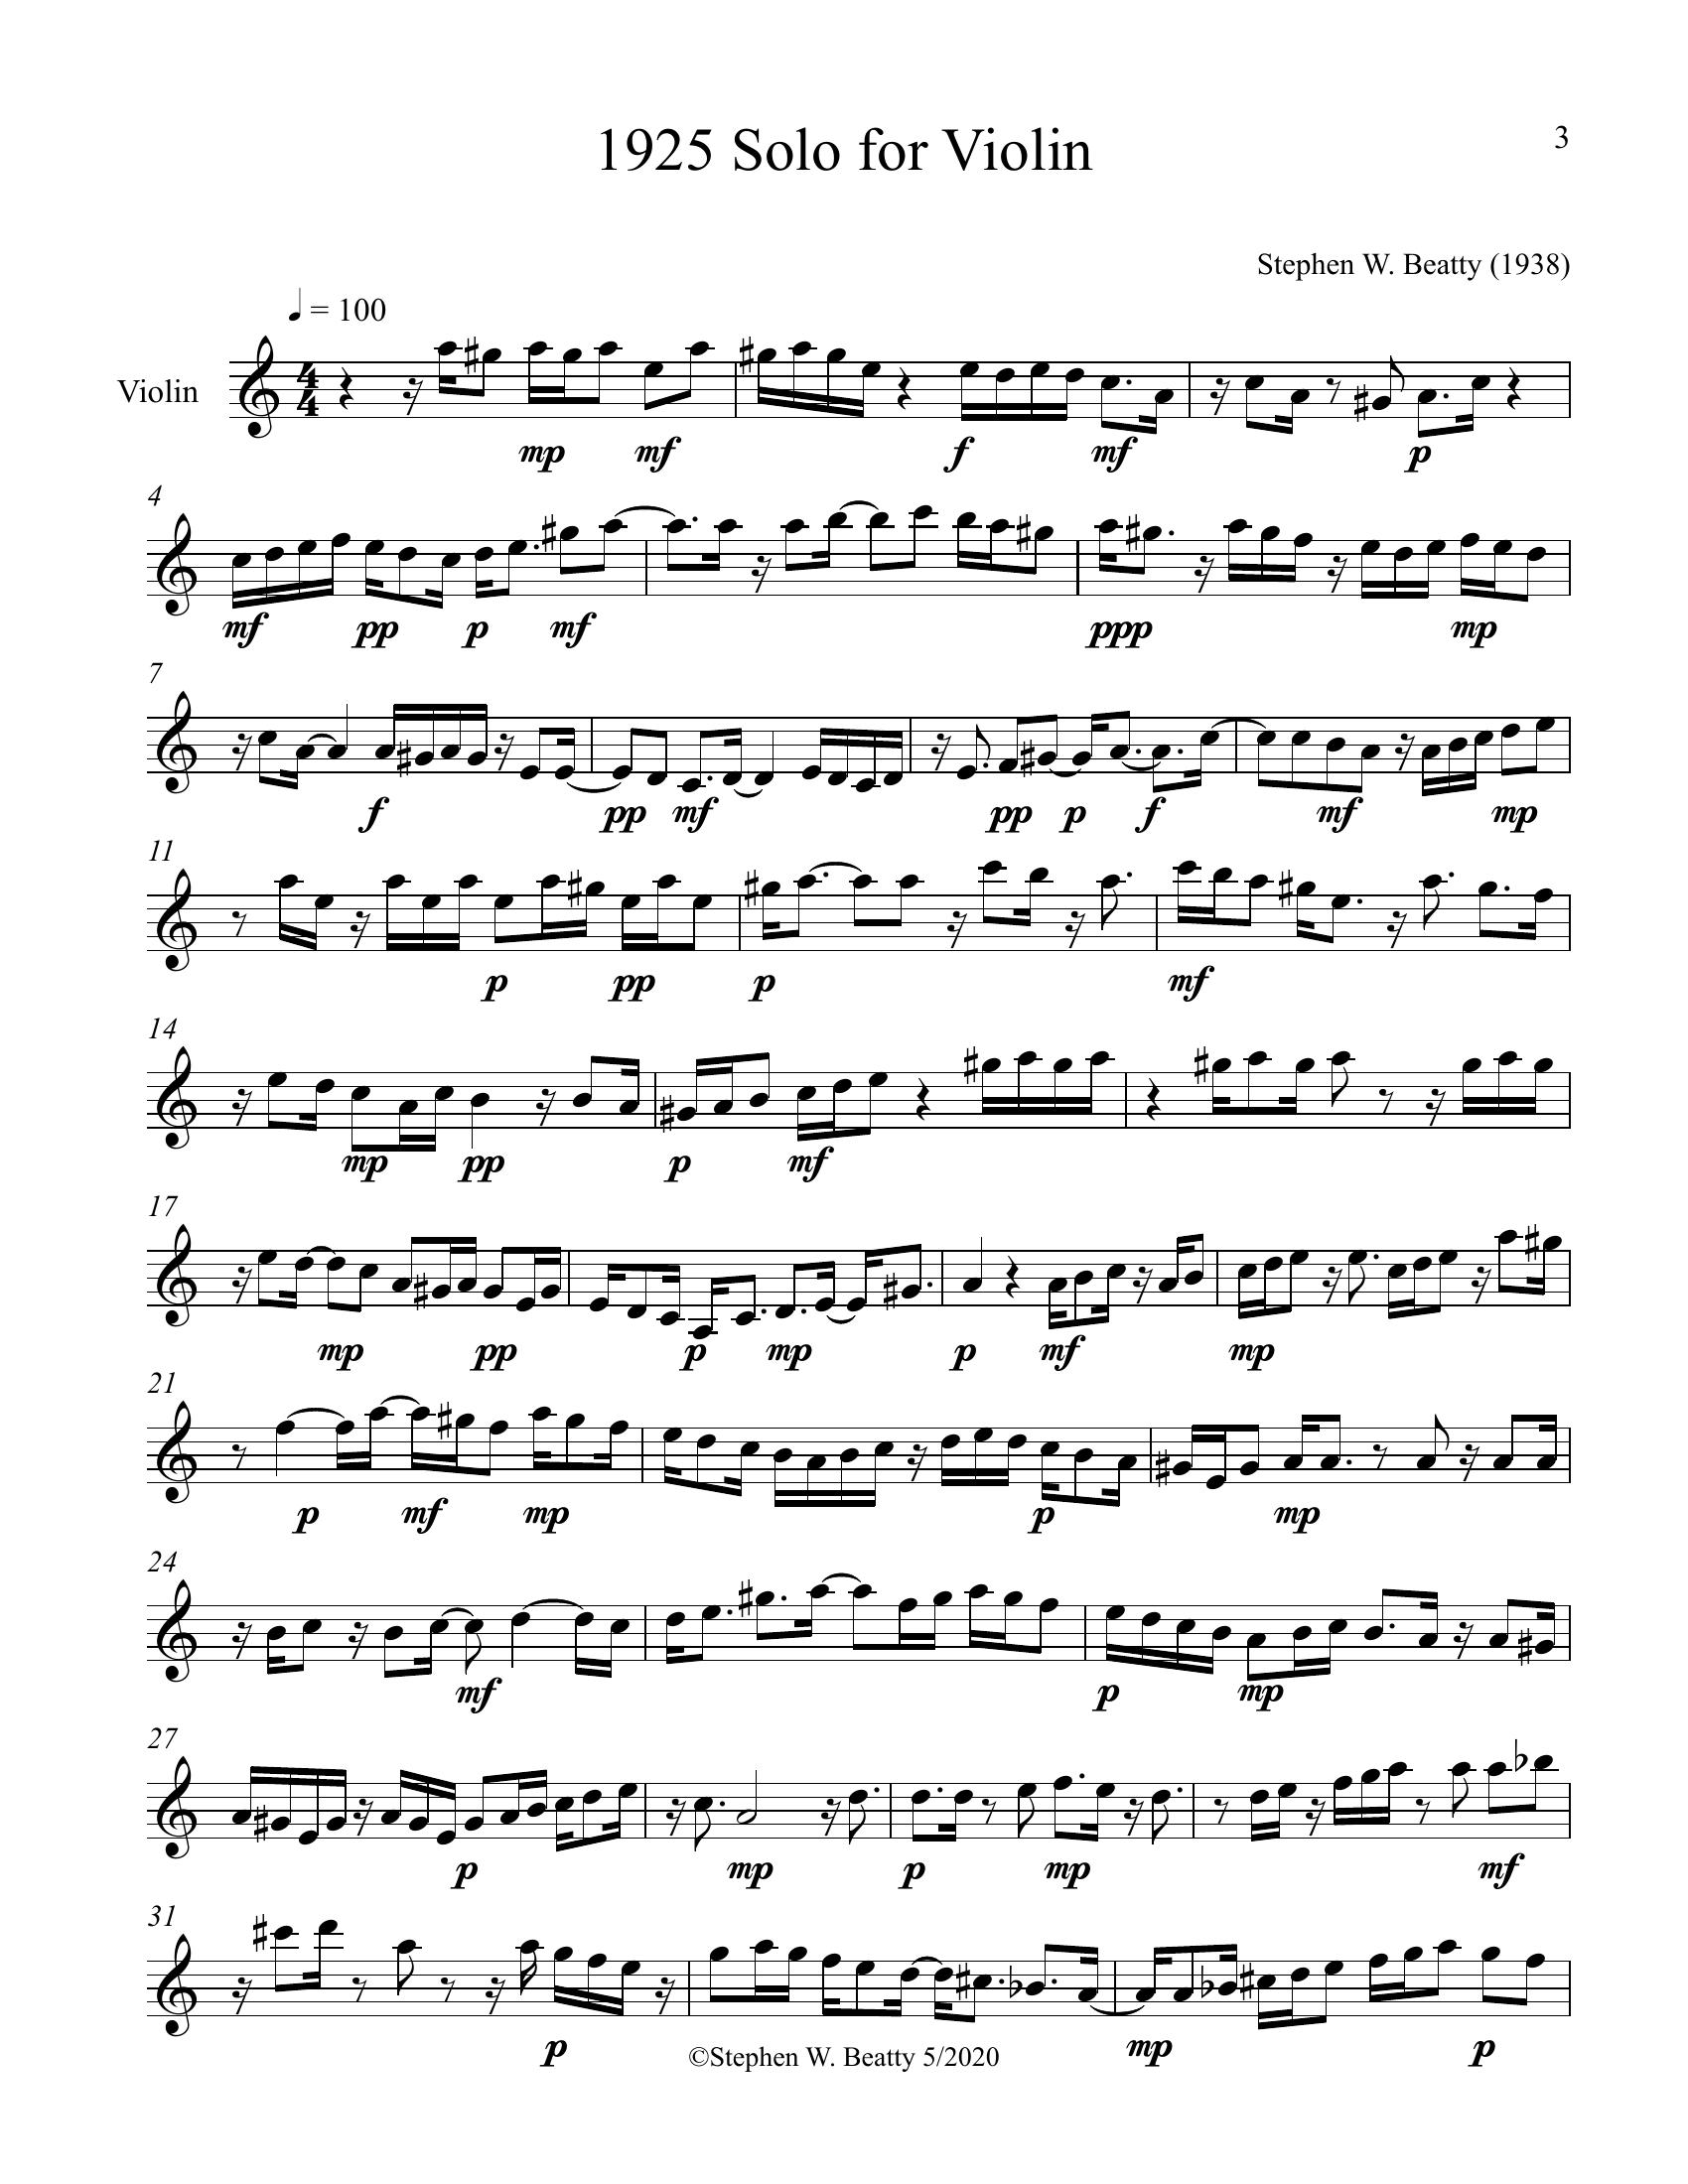 1925 Solo for Violin
3
Stephen W. Beatty (1938)
= 100
Violin
4
4
mp mf f mf p
4
mf pp p mf ppp mp
7
f pp mf pp p f mf mp
11
p pp p mf
14
mp pp p mf
17
mp pp p mp p mf mp
21
p mf mp p mp
24
mf p mp
27
p mp p mp mf
31
p mp p
©Stephen W. Beatty 5/2020